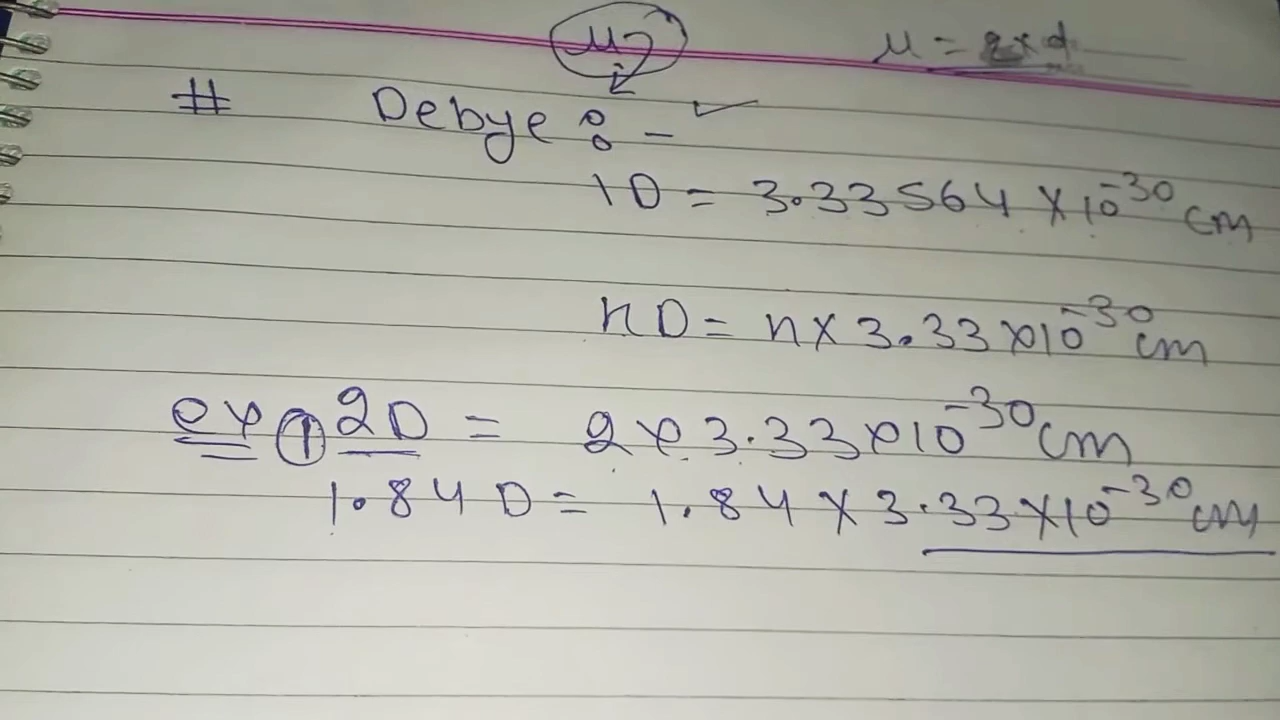 μ
μ = q×d
# Debye :-
1D = 3.33564 × 10⁻³⁰ cm
nD = n × 3.33×10⁻³⁰ cm
ex ① 2D = 2×3.33×10⁻³⁰ cm
1.84D = 1.84 × 3.33×10⁻³⁰ cm